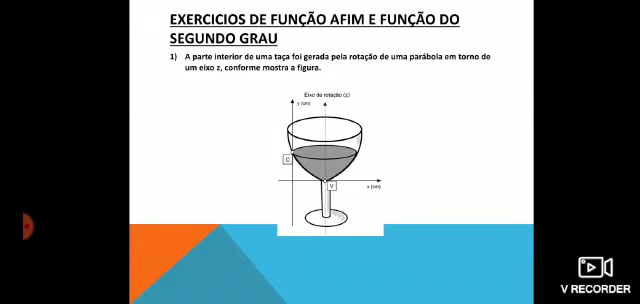 EXERCICIOS DE FUNÇÃO AFIM E FUNÇÃO DO
SEGUNDO GRAU
1) A parte interior de uma taça foi gerada pela rotação de uma parábola em torno de
um eixo z, conforme mostra a figura.
Eixo de rotação (z)
y (cm)
C
V
x (cm)
V RECORDER